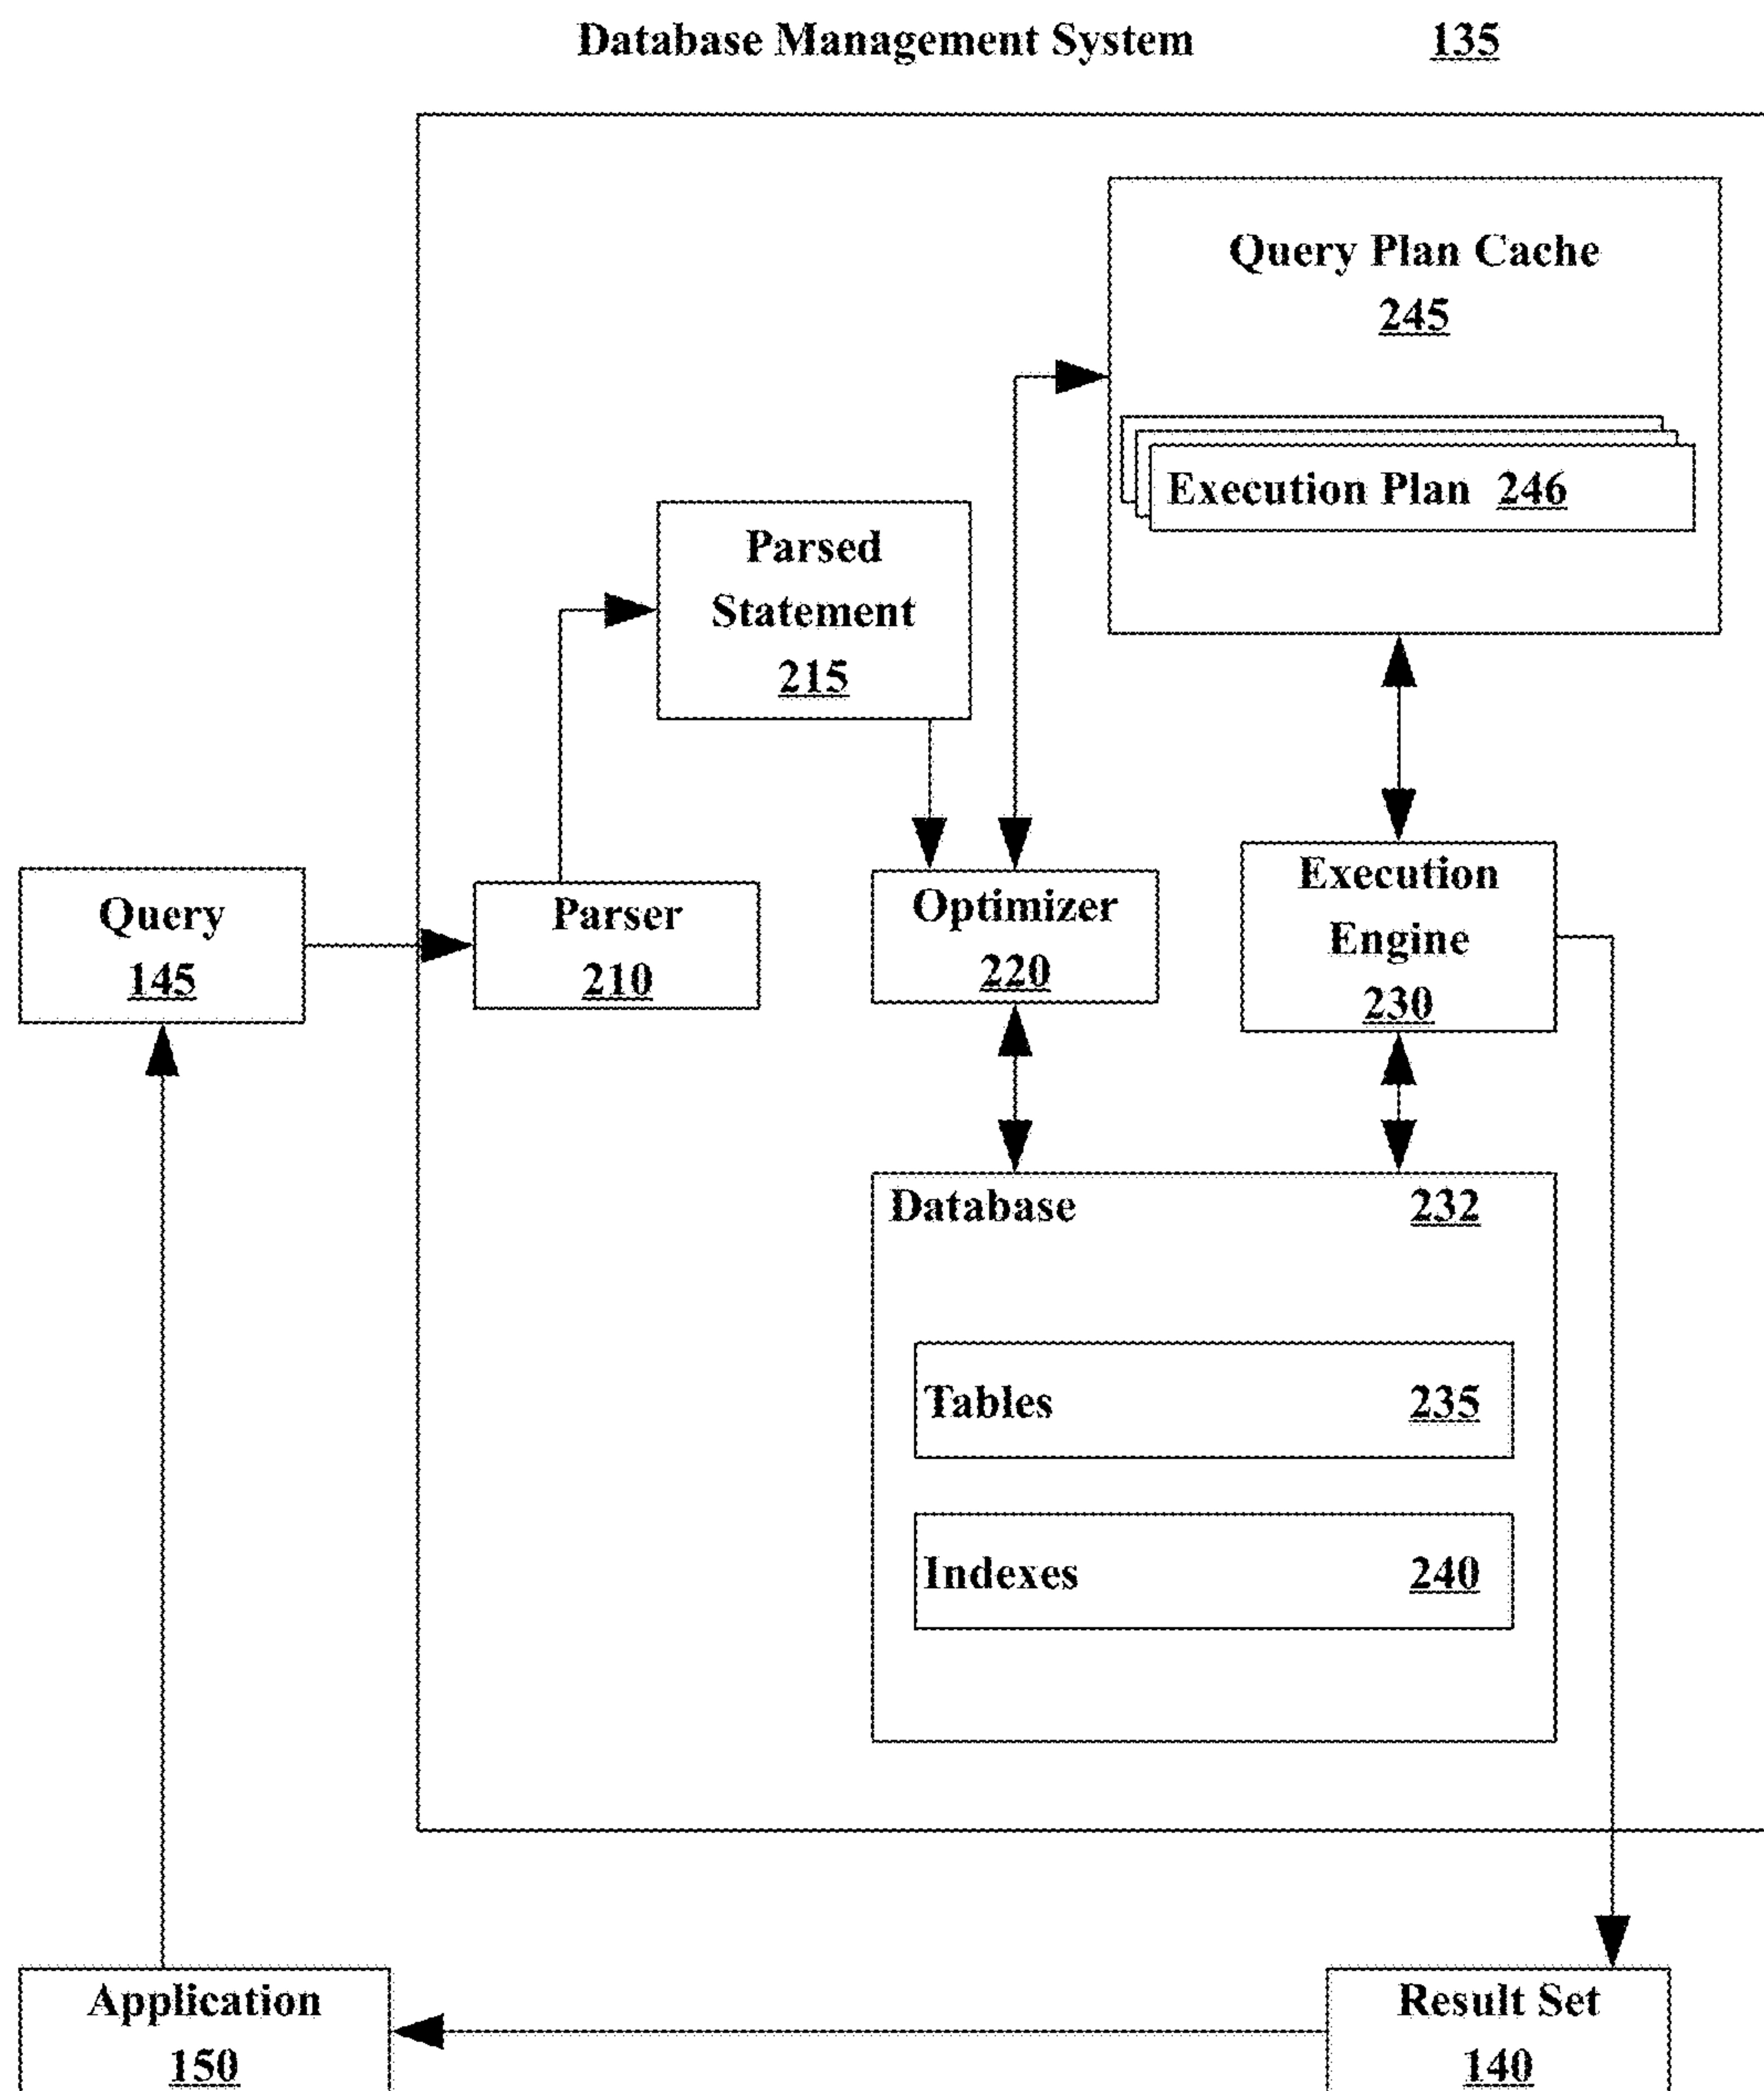 Database Management System 135
Query Plan Cache
245
Execution Plan 246
Parsed
Statement
215
Query
145
Parser
210
Optimizer
220
Execution
Engine
230
Database 232
Tables 235
Indexes 240
Application
150
Result Set
140